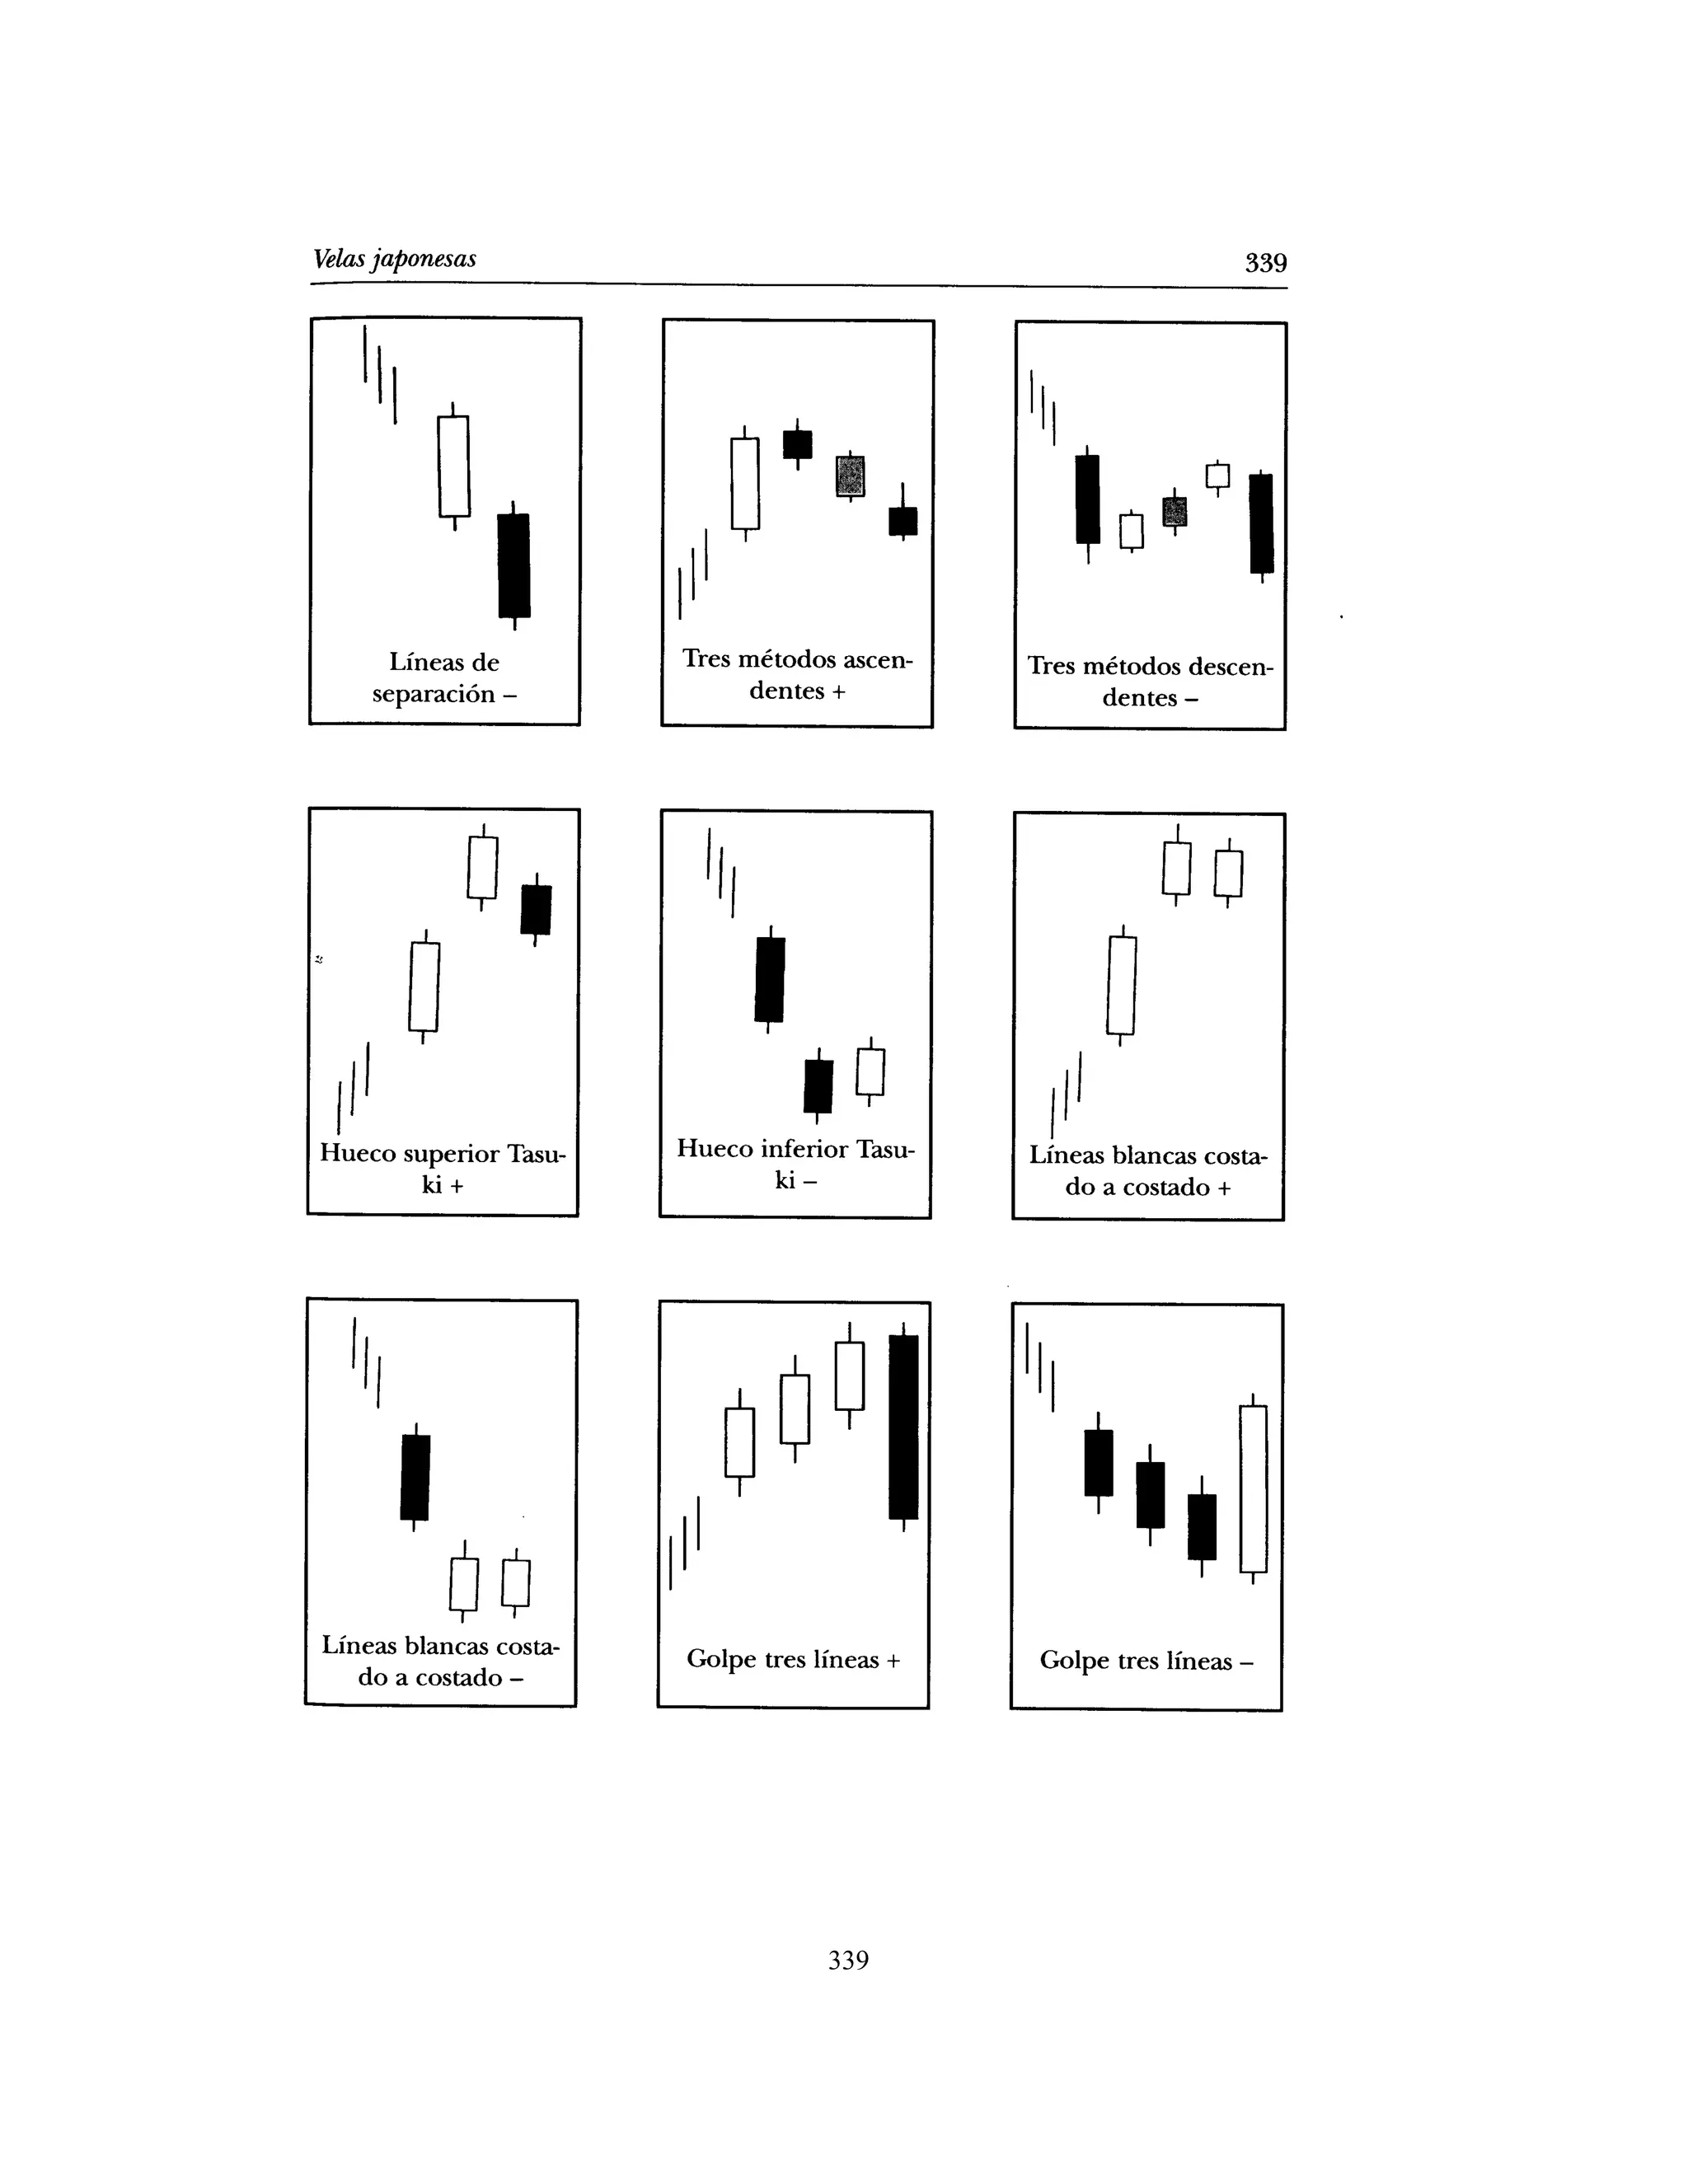 Velas japonesas 339
Líneas de
separación –
Tres métodos ascen-
dentes +
Tres métodos descen-
dentes –
Hueco superior Tasu-
ki +
Hueco inferior Tasu-
ki –
Líneas blancas costa-
do a costado +
Líneas blancas costa-
do a costado –
Golpe tres líneas +
Golpe tres líneas –
339